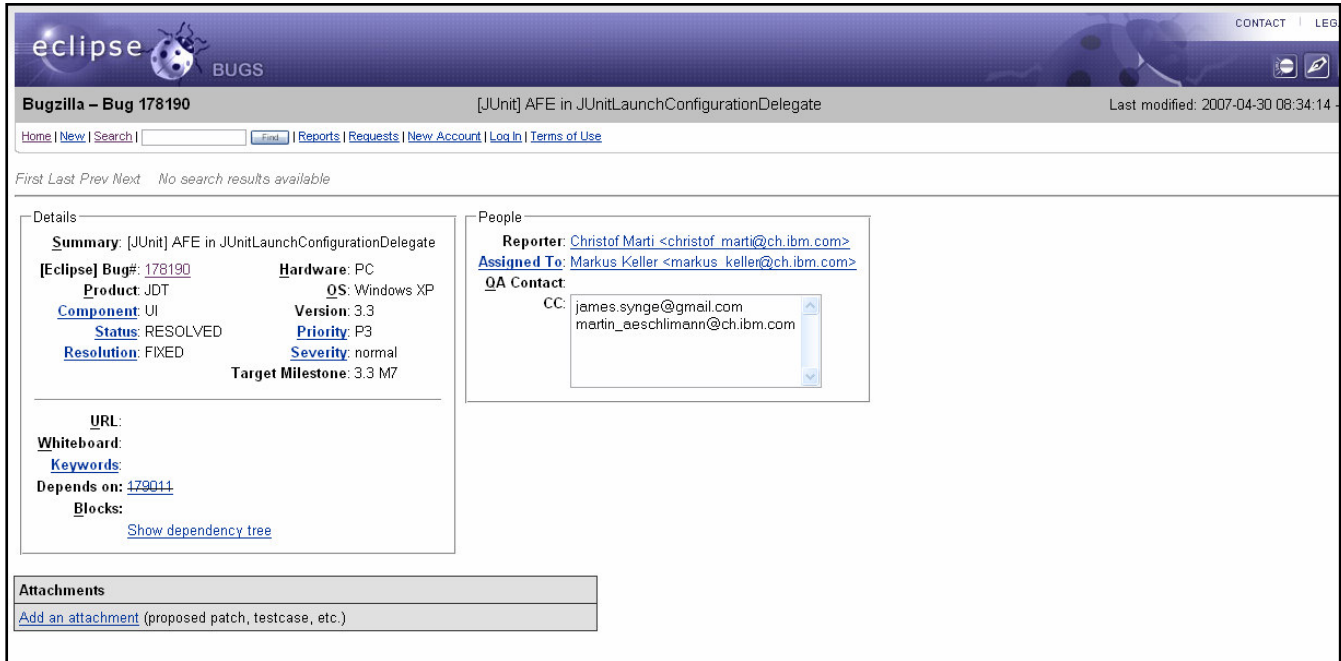 CONTACT | LEG
eclipse
BUGS
Bugzilla – Bug 178190 [JUnit] AFE in JUnitLaunchConfigurationDelegate Last modified: 2007-04-30 08:34:14 -
Home | New | Search | Find | Reports | Requests | New Account | Log In | Terms of Use
First Last Prev Next No search results available
Details
Summary: [JUnit] AFE in JUnitLaunchConfigurationDelegate
[Eclipse] Bug#: 178190 Hardware: PC
Product: JDT OS: Windows XP
Component: UI Version: 3.3
Status: RESOLVED Priority: P3
Resolution: FIXED Severity: normal
Target Milestone: 3.3 M7
URL:
Whiteboard:
Keywords:
Depends on: 179011
Blocks:
Show dependency tree
People
Reporter: Christof Marti <christof_marti@ch.ibm.com>
Assigned To: Markus Keller <markus_keller@ch.ibm.com>
QA Contact:
CC: james.synge@gmail.com
martin_aeschlimann@ch.ibm.com
Attachments
Add an attachment (proposed patch, testcase, etc.)